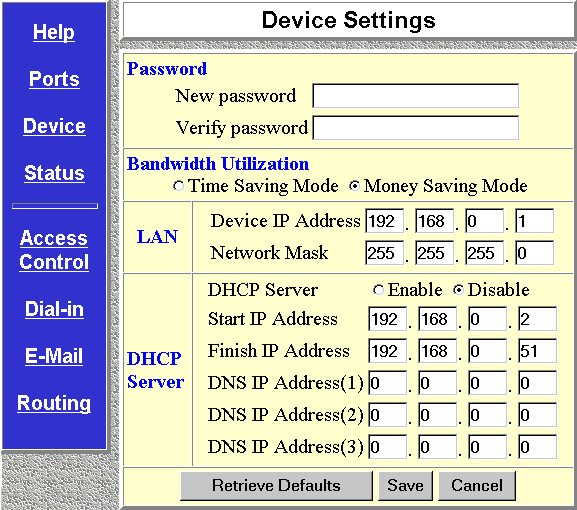 Help
Ports
Device
Status
Access
Control
Dial-in
E-Mail
Routing
Device Settings
Password
New password
Verify password
Bandwidth Utilization
Time Saving Mode Money Saving Mode
LAN
Device IP Address 192 . 168 . 0 . 1
Network Mask 255 . 255 . 255 . 0
DHCP
Server
DHCP Server Enable Disable
Start IP Address 192 . 168 . 0 . 2
Finish IP Address 192 . 168 . 0 . 51
DNS IP Address(1) 0 . 0 . 0 . 0
DNS IP Address(2) 0 . 0 . 0 . 0
DNS IP Address(3) 0 . 0 . 0 . 0
Retrieve Defaults Save Cancel